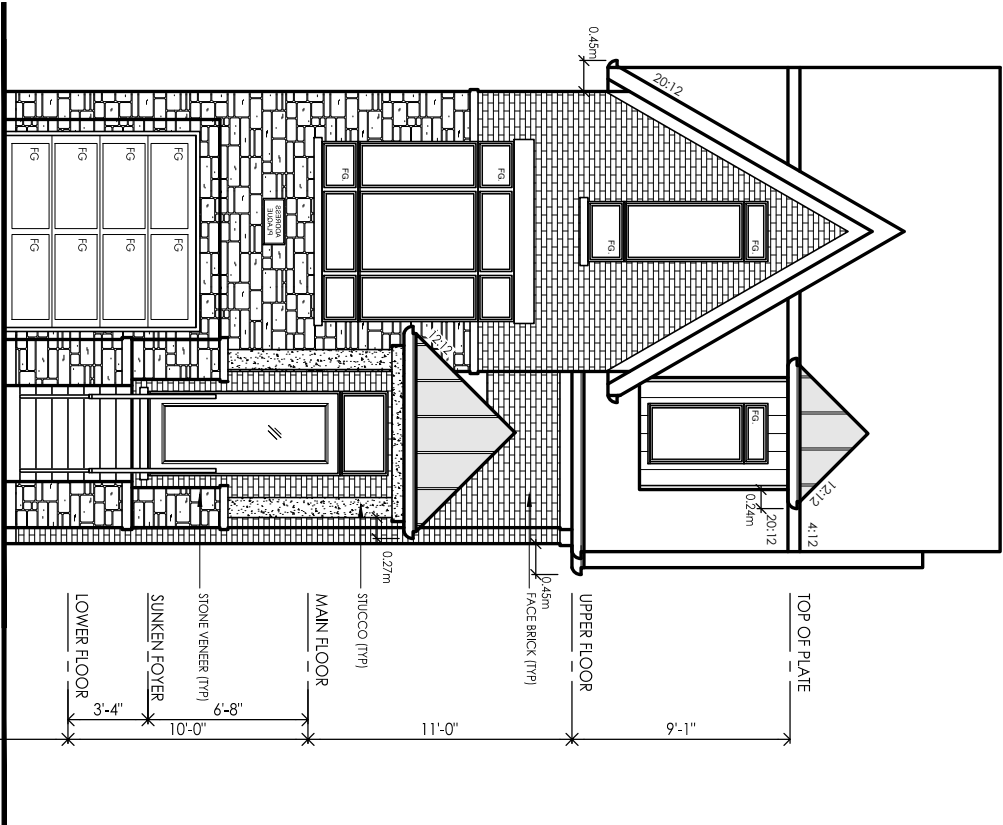 12:12
4:12
TOP OF PLATE
20:12
FG.
FG.
0.24m
9'-1"
20:12
FG.
0.45m
UPPER FLOOR
0.45m
FACE BRICK (TYP)
FG.
12:12
11'-0"
0.27m
STUCCO (TYP)
FG.
MAIN FLOOR
ADDRESS
PLAQUE
6'-8"
STONE VENEER (TYP)
10'-0"
FG FG
SUNKEN FOYER
FG FG
3'-4"
FG FG
LOWER FLOOR
FG FG